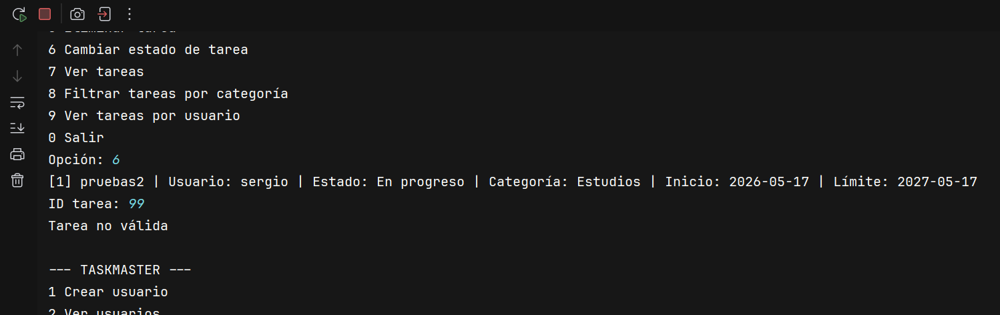 6 Cambiar estado de tarea
7 Ver tareas
8 Filtrar tareas por categoría
9 Ver tareas por usuario
0 Salir
Opción: 6
[1] pruebas2 | Usuario: sergio | Estado: En progreso | Categoría: Estudios | Inicio: 2026-05-17 | Límite: 2027-05-17
ID tarea: 99
Tarea no válida
--- TASKMASTER ---
1 Crear usuario
2 Ver usuarios